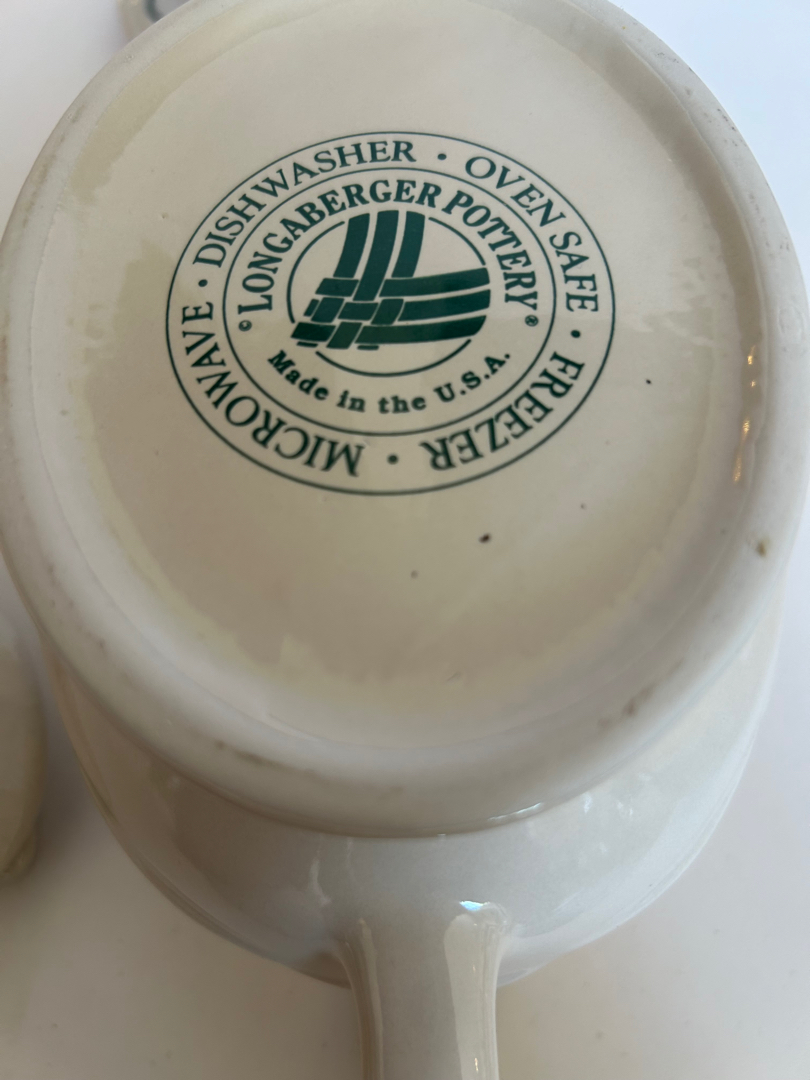 MICROWAVE • DISHWASHER • OVEN SAFE • FREEZER •
© LONGABERGER POTTERY ®
Made in the U.S.A.